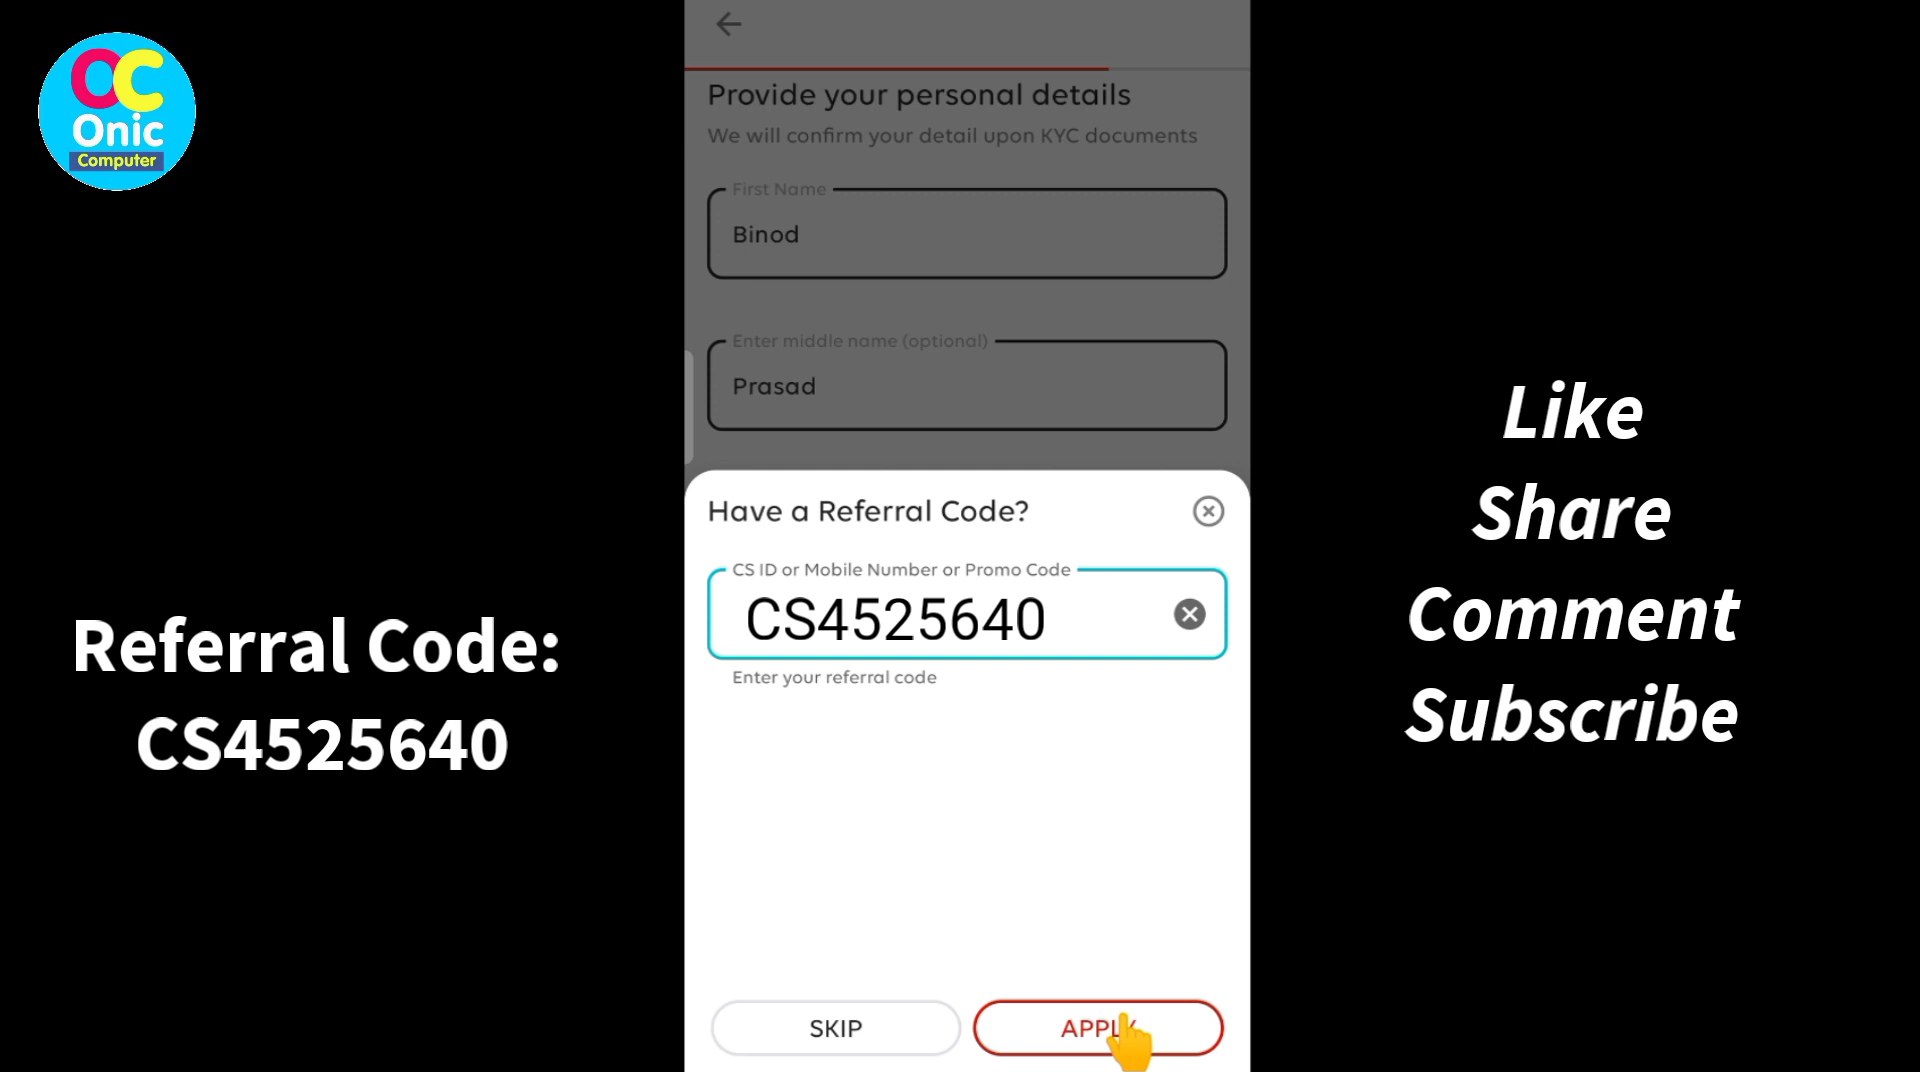 OC
Onic
Computer
Provide your personal details
We will confirm your detail upon KYC documents
First Name
Binod
Enter middle name (optional)
Prasad
Have a Referral Code?
CS ID or Mobile Number or Promo Code
CS4525640
Enter your referral code
SKIP
APPLY
Referral Code:
CS4525640
Like
Share
Comment
Subscribe